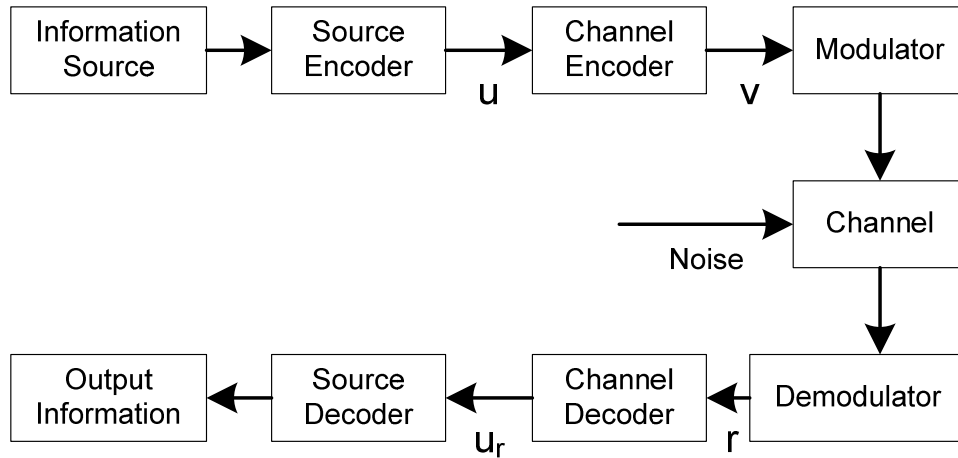 Information
Source
Source
Encoder
Channel
Encoder
Modulator
u
v
Channel
Noise
Output
Information
Source
Decoder
Channel
Decoder
Demodulator
uᵣ
r